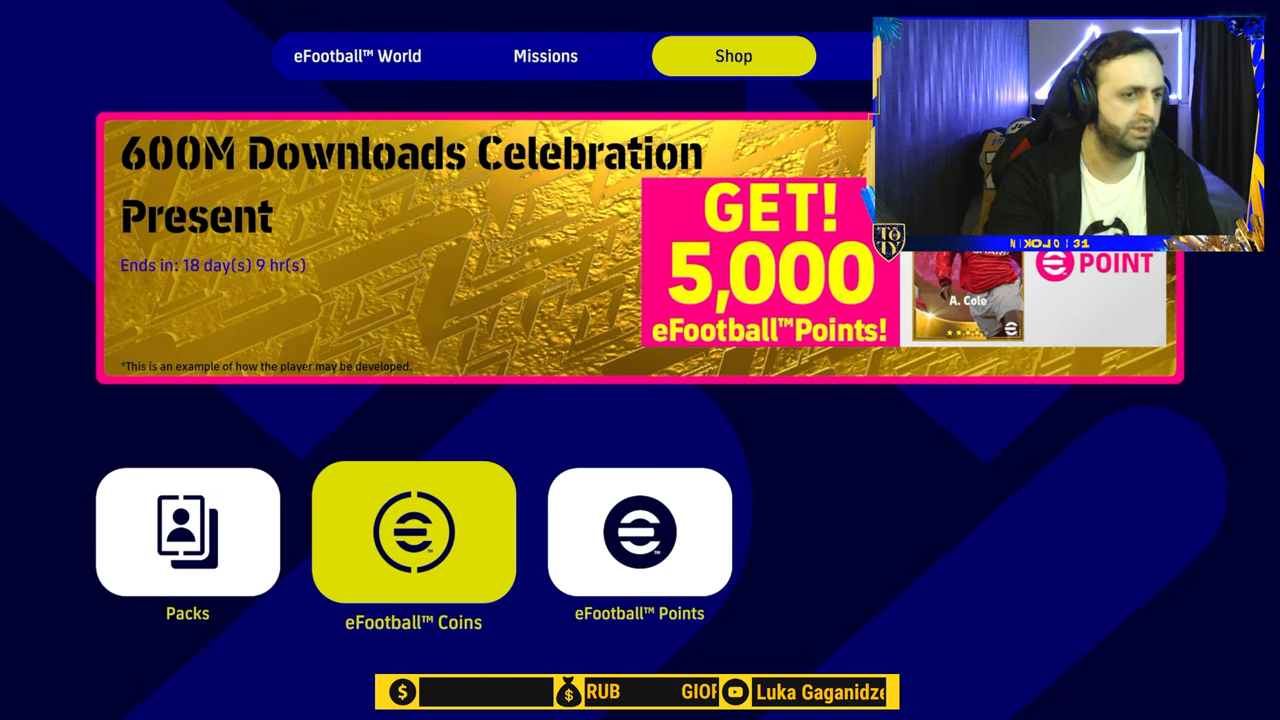 eFootball™ World
Missions
Shop
600M Downloads Celebration
Present
Ends in: 18 day(s) 9 hr(s)
GET!
5,000
eFootball™Points!
A. Cole
POINT
*This is an example of how the player may be developed.
Packs
eFootball™ Coins
eFootball™ Points
RUB
Luka Gaganidze